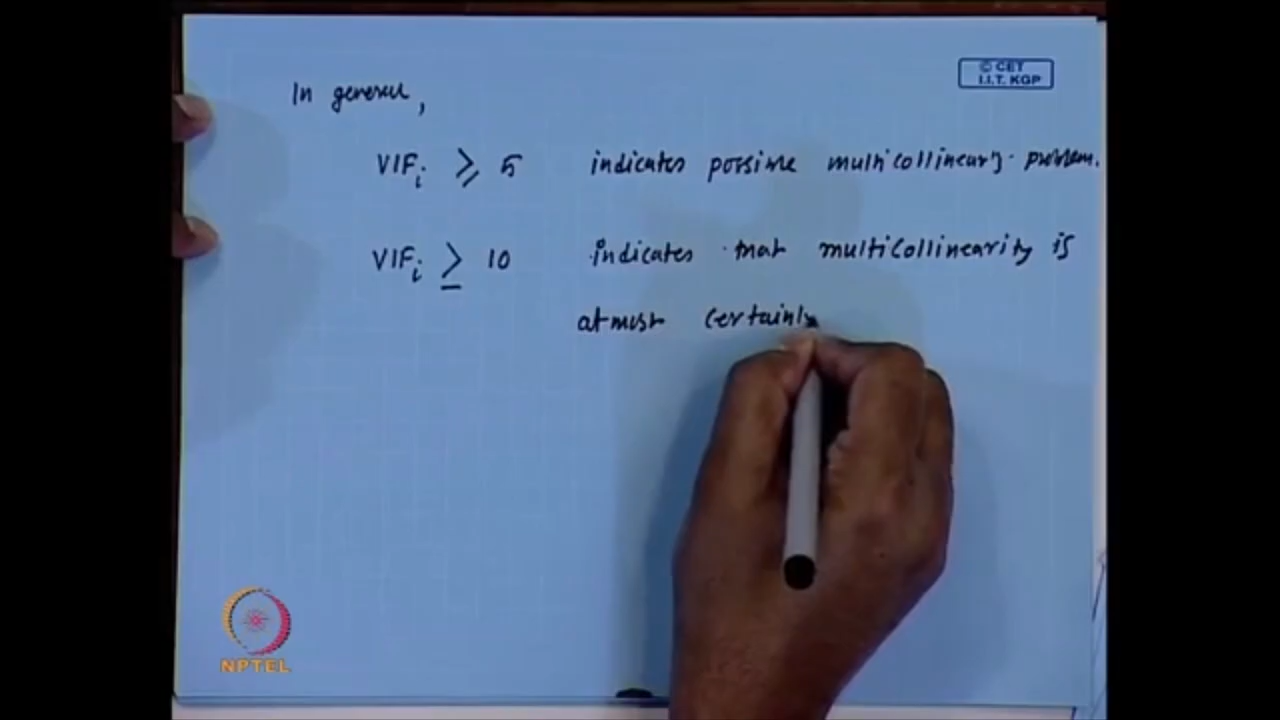 © CET
I.I.T. KGP
In general,
VIFi ≥ 5 indicates possible multicollinearity problem.
VIFi ≥ 10 indicates that multicollinearity is
almost certainly
NPTEL